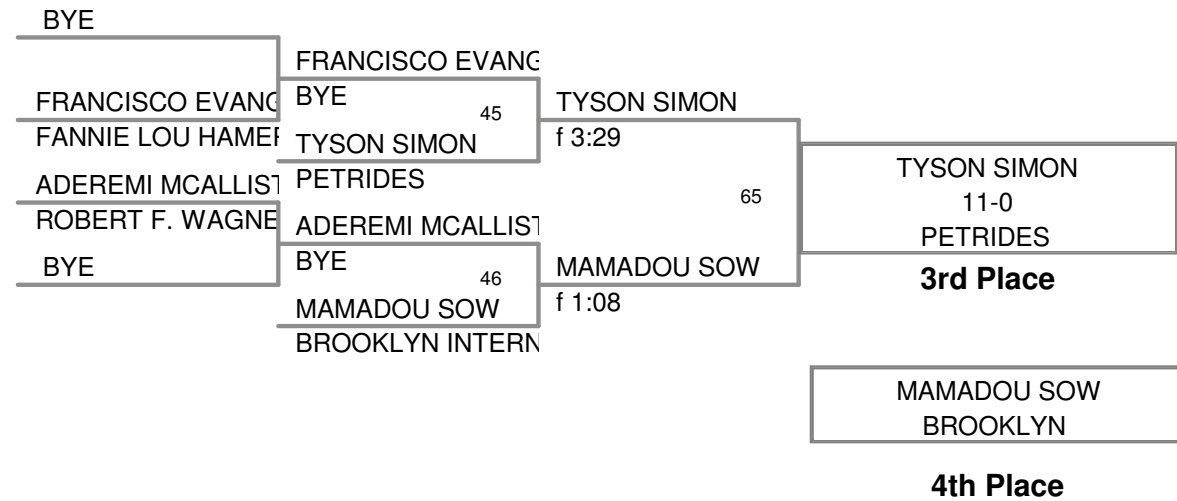 BYE
FRANCISCO EVANG
FANNIE LOU HAMER
ADEREMI MCALLIST
ROBERT F. WAGNE
BYE
FRANCISCO EVANG
BYE
45
TYSON SIMON
PETRIDES
ADEREMI MCALLIST
BYE
46
MAMADOU SOW
BROOKLYN INTERN
TYSON SIMON
f 3:29
65
MAMADOU SOW
f 1:08
TYSON SIMON
11-0
PETRIDES
3rd Place
MAMADOU SOW
BROOKLYN
4th Place